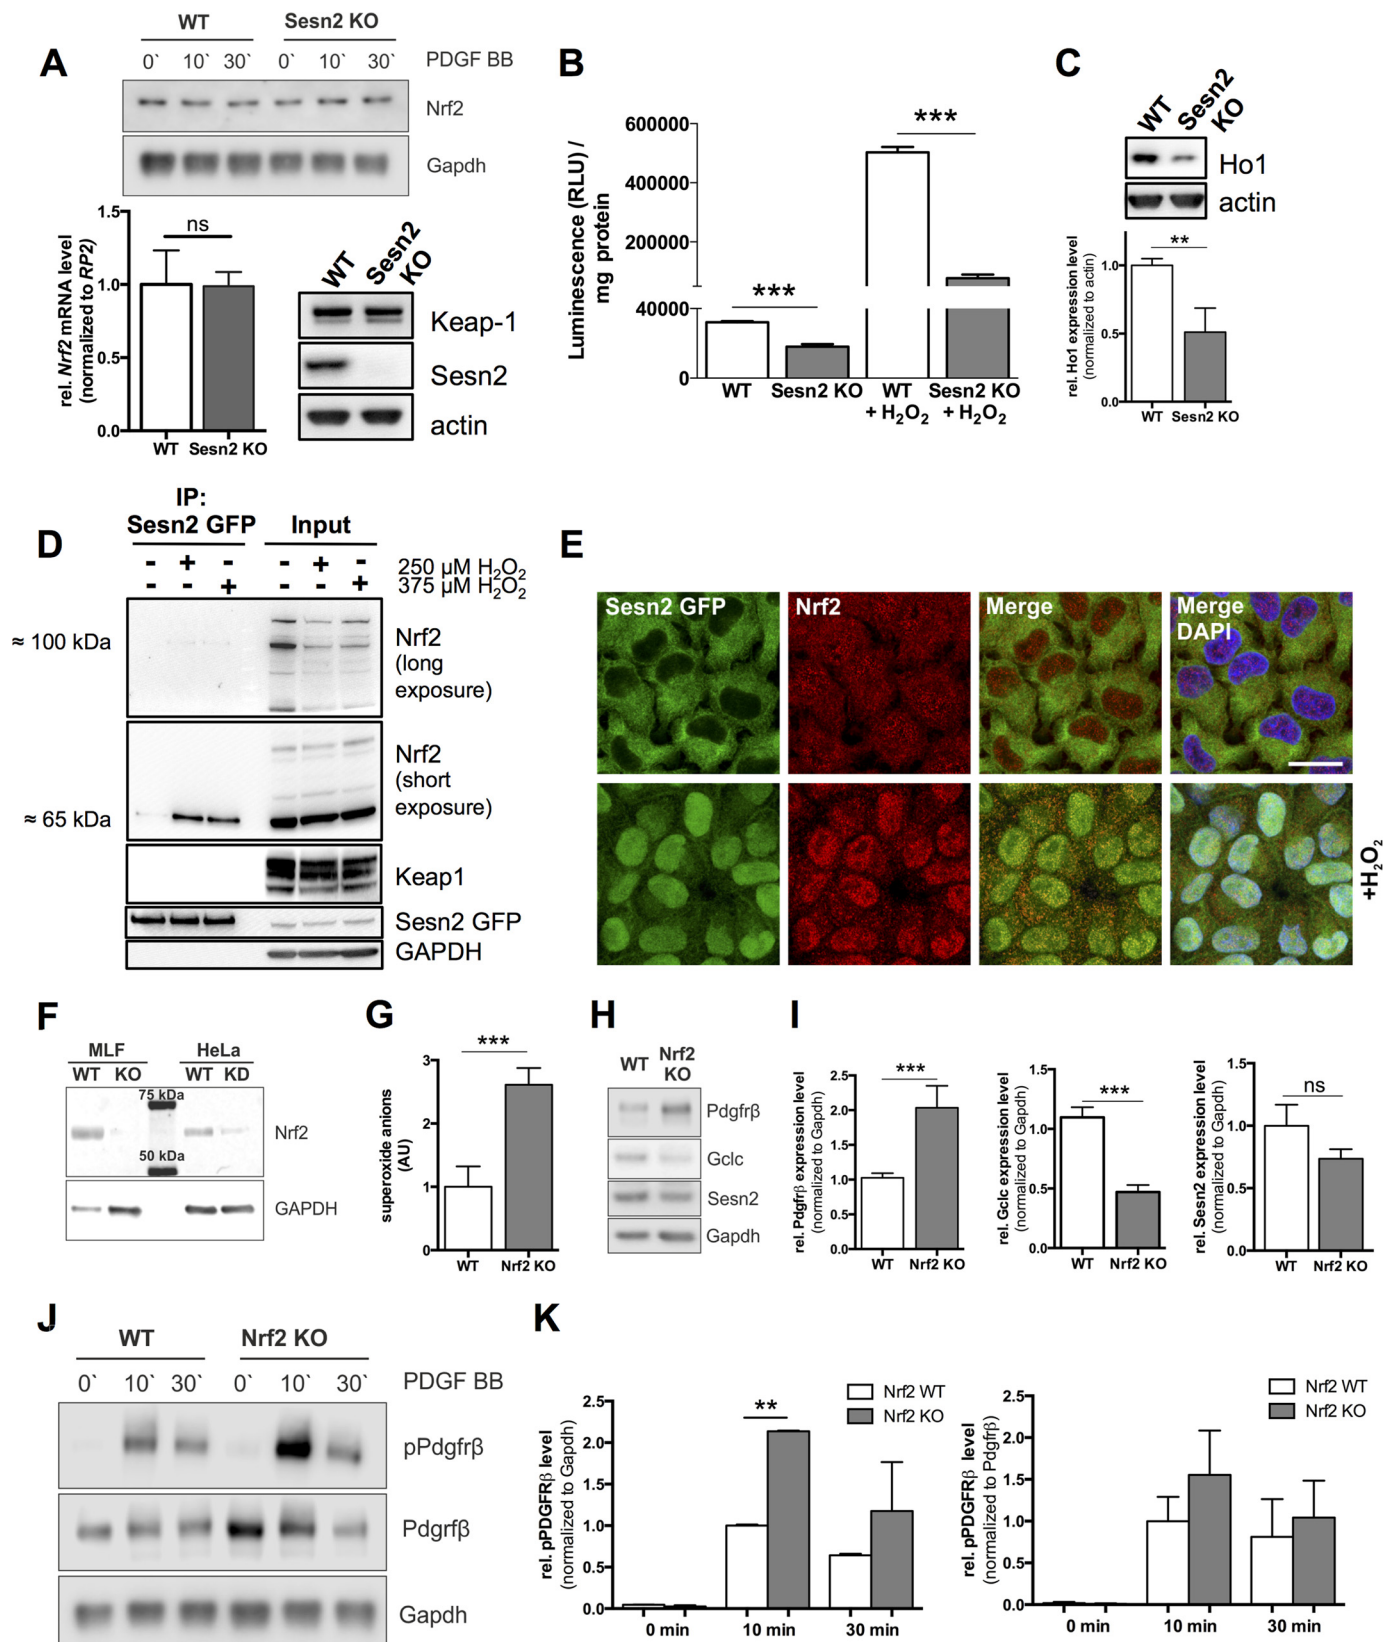 A
WT Sesn2 KO
0` 10` 30` 0` 10` 30` PDGF BB
Nrf2
Gapdh
rel. Nrf2 mRNA level
(normalized to RP2)
1.5
1.0
0.5
0.0
ns
WT Sesn2 KO
WT Sesn2 KO
Keap-1
Sesn2
actin
B
Luminescence (RLU) /
mg protein
600000
400000
200000
40000
0
***
***
WT Sesn2 KO WT + H₂O₂ Sesn2 KO + H₂O₂
C
WT Sesn2 KO
Ho1
actin
rel. Ho1 expression level
(normalized to actin)
1.0
0.5
0.0
**
WT Sesn2 KO
D
IP:
Sesn2 GFP Input
- + - - + - 250 µM H₂O₂
- - + - - + 375 µM H₂O₂
≈ 100 kDa
Nrf2
(long
exposure)
Nrf2
(short
exposure)
≈ 65 kDa
Keap1
Sesn2 GFP
GAPDH
E
Sesn2 GFP Nrf2 Merge Merge
DAPI
+H₂O₂
F
MLF HeLa
WT KO WT KD
75 kDa
Nrf2
50 kDa
GAPDH
G
superoxide anions
(AU)
3
2
1
0
***
WT Nrf2 KO
H
WT Nrf2
KO
Pdgfrβ
Gclc
Sesn2
Gapdh
I
rel. Pdgfrβ expression level
(normalized to Gapdh)
2.5
2.0
1.5
1.0
0.5
0.0
***
WT Nrf2 KO
rel. Gclc expression level
(normalized to Gapdh)
1.5
1.0
0.5
0.0
***
WT Nrf2 KO
rel. Sesn2 expression level
(normalized to Gapdh)
1.5
1.0
0.5
0.0
ns
WT Nrf2 KO
J
WT Nrf2 KO
0` 10` 30` 0` 10` 30` PDGF BB
pPdgfrβ
Pdgrfβ
Gapdh
K
rel. pPDGFRβ level
(normalized to Gapdh)
2.5
2.0
1.5
1.0
0.5
0.0
**
Nrf2 WT
Nrf2 KO
0 min 10 min 30 min
rel. pPDGFRβ level
(normalized to Pdgfrβ)
2.5
2.0
1.5
1.0
0.5
0.0
Nrf2 WT
Nrf2 KO
0 min 10 min 30 min